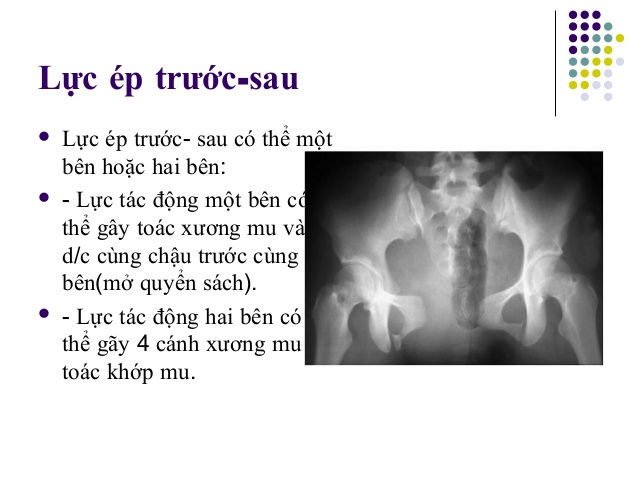 Lực ép trước-sau
Lực ép trước- sau có thể một
bên hoặc hai bên:
- Lực tác động một bên có
thể gây toác xương mu và
d/c cùng chậu trước cùng
bên(mở quyển sách).
- Lực tác động hai bên có
thể gãy 4 cánh xương mu
toác khớp mu.